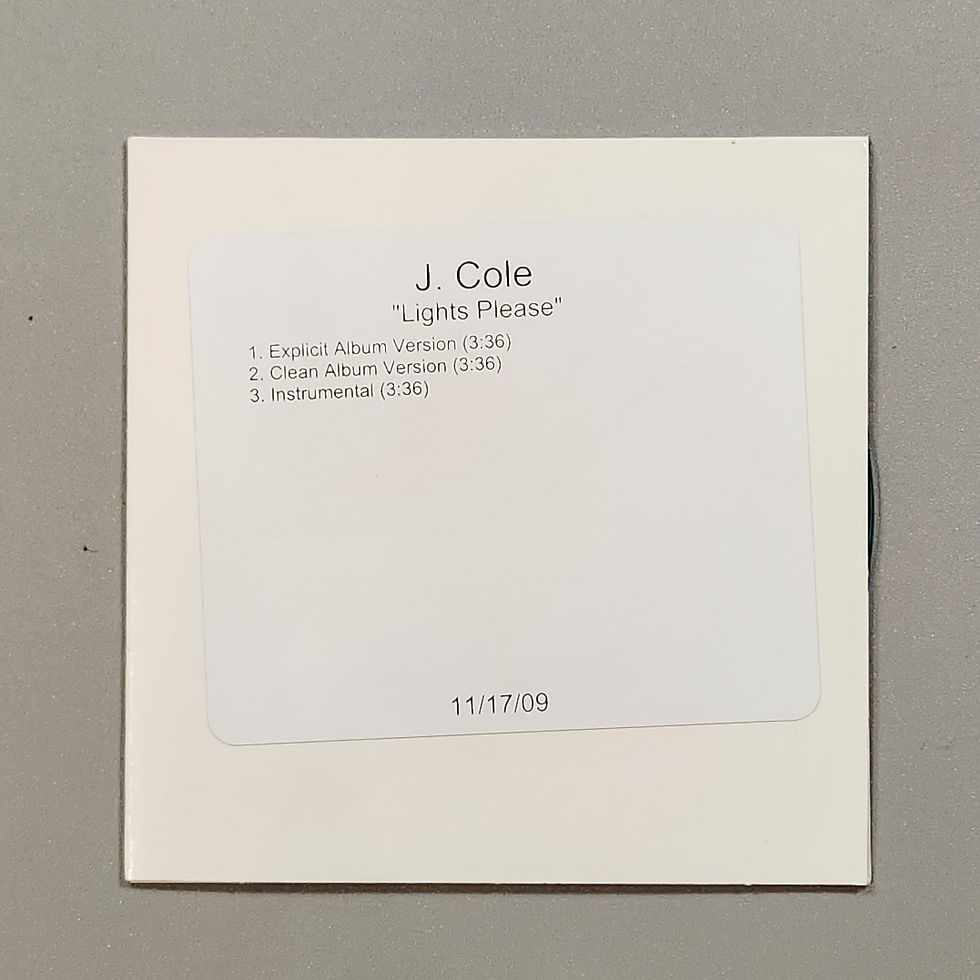 J. Cole
"Lights Please"
1. Explicit Album Version (3:36)
2. Clean Album Version (3:36)
3. Instrumental (3:36)
11/17/09